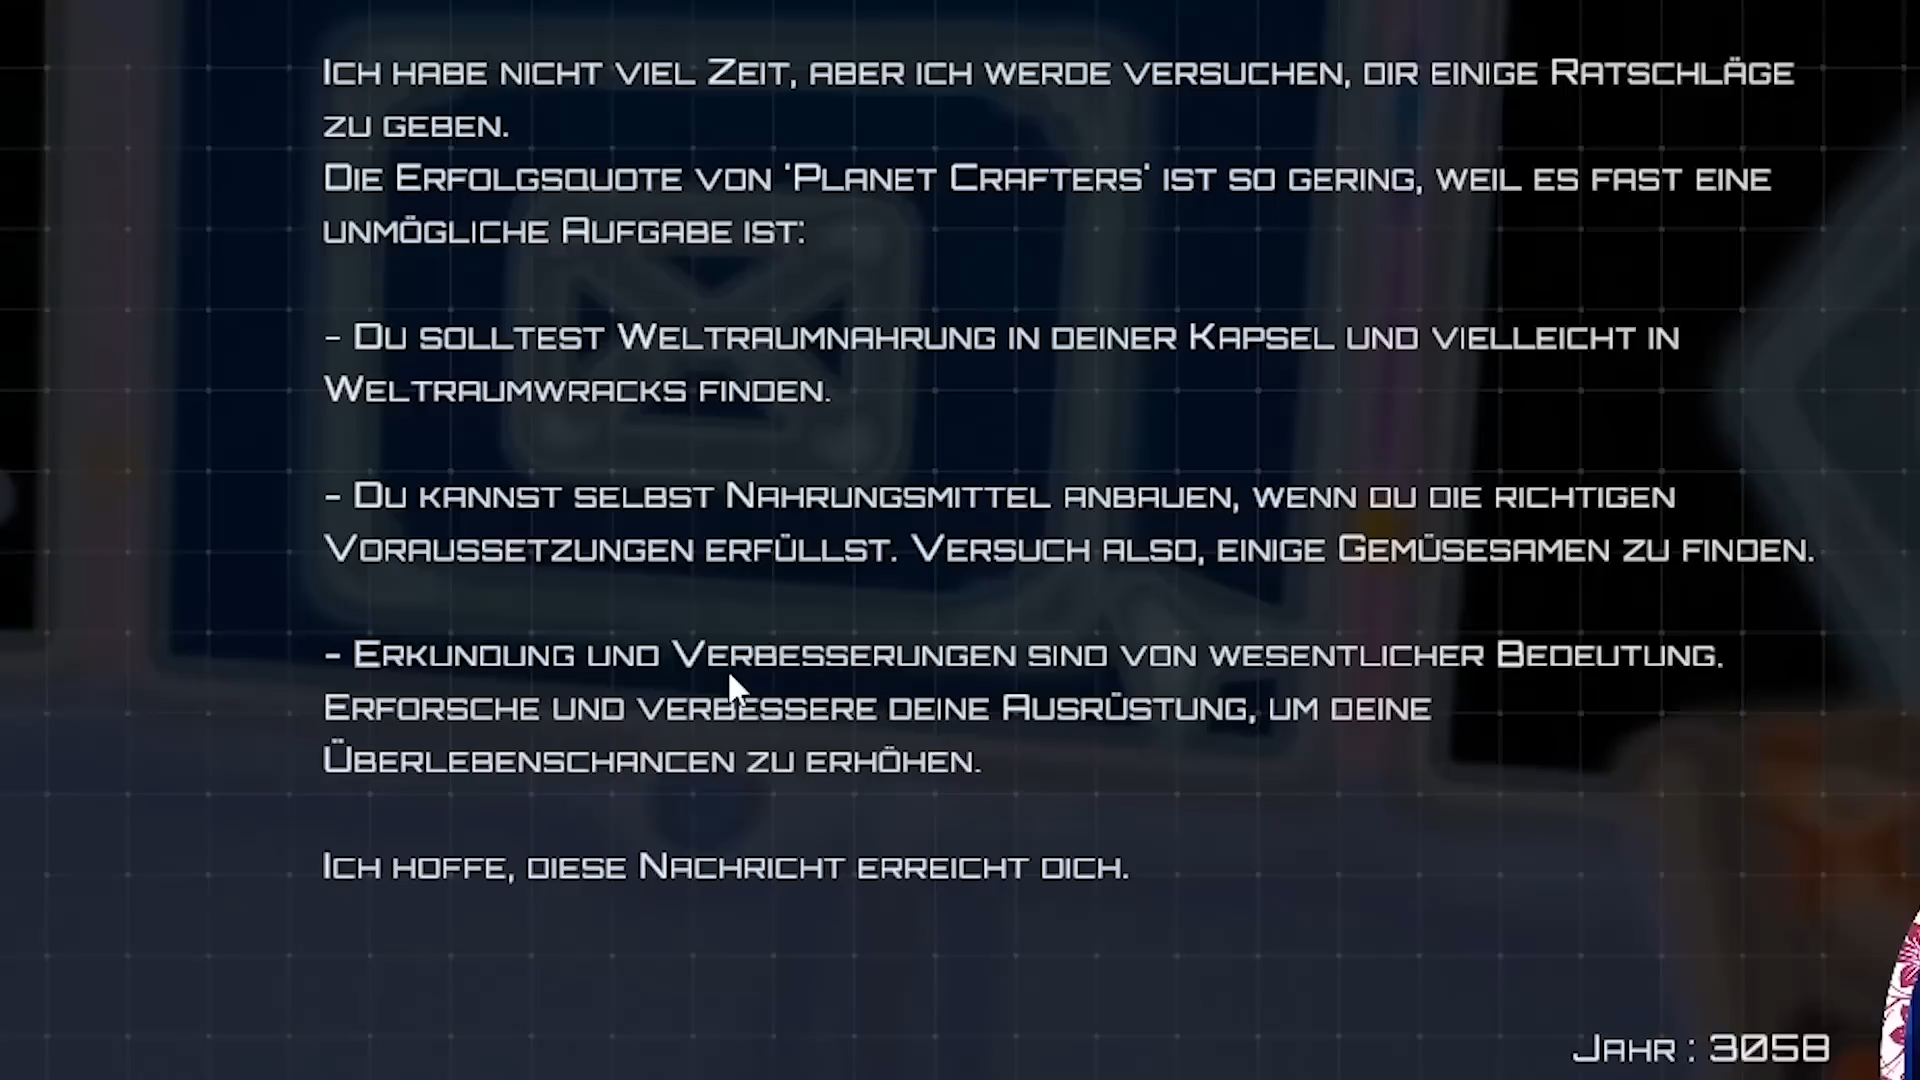 Ich habe nicht viel Zeit, aber ich werde versuchen, dir einige Ratschläge
zu geben.
Die Erfolgsquote von 'Planet Crafters' ist so gering, weil es fast eine
unmögliche Aufgabe ist:
- Du solltest Weltraumnahrung in deiner Kapsel und vielleicht in
Weltraumwracks finden.
- Du kannst selbst Nahrungsmittel anbauen, wenn du die richtigen
Voraussetzungen erfüllst. Versuch also, einige Gemüsesamen zu finden.
- Erkundung und Verbesserungen sind von wesentlicher Bedeutung.
Erforsche und verbessere deine Ausrüstung, um deine
Überlebenschancen zu erhöhen.
Ich hoffe, diese Nachricht erreicht dich.
Jahr : 3058